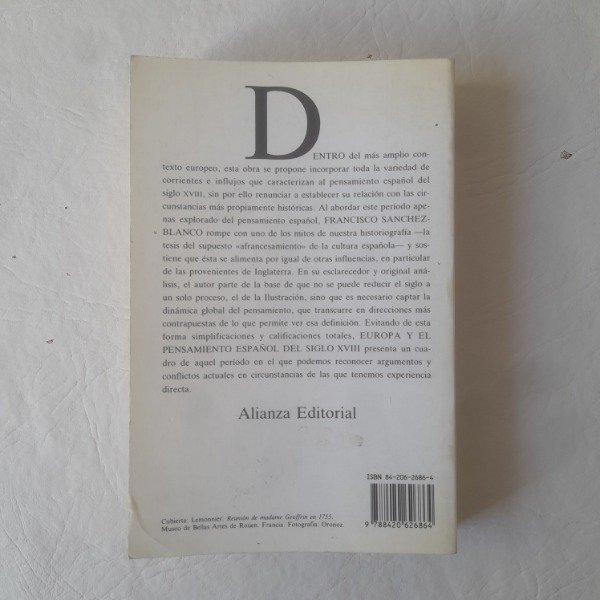 DENTRO del más amplio con-
texto europeo, esta obra se propone incorporar toda la variedad de
corrientes e influjos que caracterizan al pensamiento español del
siglo XVIII, sin por ello renunciar a establecer su relación con las cir-
cunstancias más propiamente históricas. Al abordar este período ape-
nas explorado del pensamiento español, FRANCISCO SANCHEZ-
BLANCO rompe con uno de los mitos de nuestra historiografía —la
tesis del supuesto «afrancesamiento» de la cultura española— y sos-
tiene que ésta se alimenta por igual de otras influencias, en particular
de las provenientes de Inglaterra. En su esclarecedor y original aná-
lisis, el autor parte de la base de que no se puede reducir el siglo a
un solo proceso, el de la Ilustración, sino que es necesario captar la
dinámica global del pensamiento, que transcurre en direcciones más
contrapuestas de lo que permite ver esa definición. Evitando de esta
forma simplificaciones y calificaciones totales, EUROPA Y EL
PENSAMIENTO ESPAÑOL DEL SIGLO XVIII presenta un cua-
dro de aquel período en el que podemos reconocer argumentos y
conflictos actuales en circunstancias de las que tenemos experiencia
directa.
Alianza Editorial
ISBN 84-206-2686-4
9 788420 626864
Cubierta: Lemonnier: Reunión de madame Geoffrin en 1755.
Museo de Bellas Artes de Rouen. Francia. Fotografía: Oronoz.